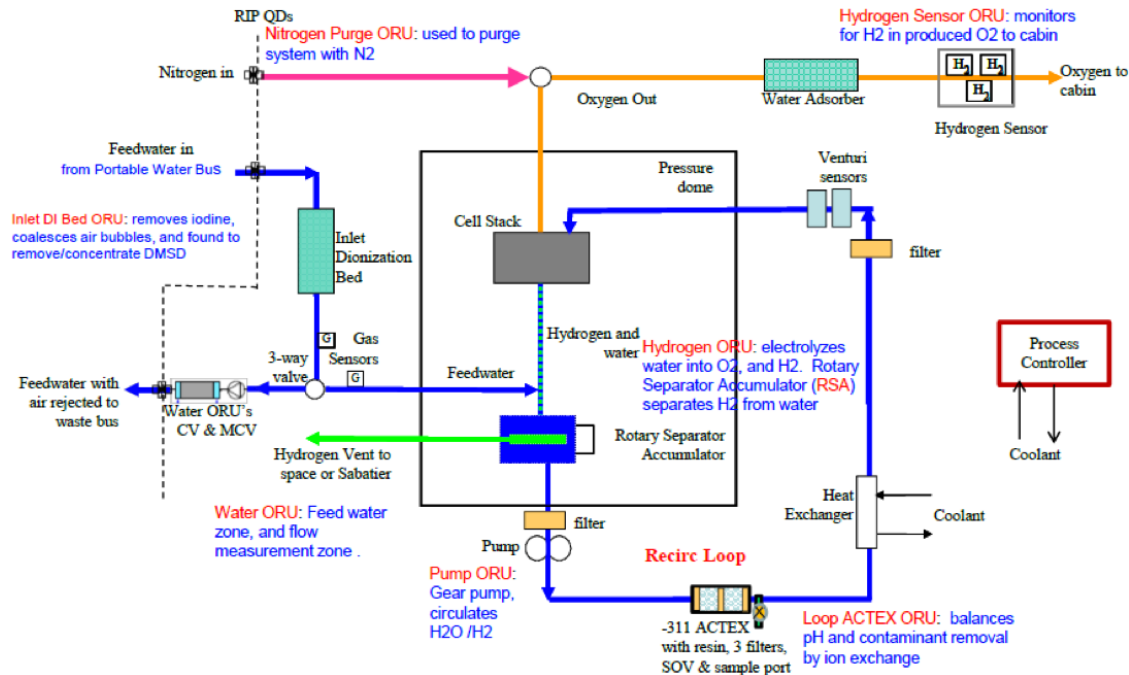 RIP QDs
Nitrogen Purge ORU: used to purge
system with N2
Hydrogen Sensor ORU: monitors
for H2 in produced O2 to cabin
Nitrogen in
Oxygen Out
Water Adsorber
H2 H2
H2
Hydrogen Sensor
Oxygen to
cabin
Feedwater in
from Portable Water Bus
Pressure
dome
Venturi
sensors
Inlet DI Bed ORU: removes iodine,
coalesces air bubbles, and found to
remove/concentrate DMSD
Inlet
Dionization
Bed
Cell Stack
filter
G Gas
Sensors
G
3-way
valve
Feedwater
Hydrogen and
water
Hydrogen ORU: electrolyzes
water into O2, and H2. Rotary
Separator Accumulator (RSA)
separates H2 from water
Process
Controller
Feedwater with
air rejected to
waste bus
Water ORU's
CV & MCV
Rotary Separator
Accumulator
Hydrogen Vent to
space or Sabatier
Coolant
Water ORU: Feed water
zone, and flow
measurement zone .
Heat
Exchanger
Coolant
filter
Pump
Recirc Loop
Pump ORU:
Gear pump,
circulates
H2O /H2
-311 ACTEX
with resin, 3 filters,
SOV & sample port
Loop ACTEX ORU: balances
pH and contaminant removal
by ion exchange